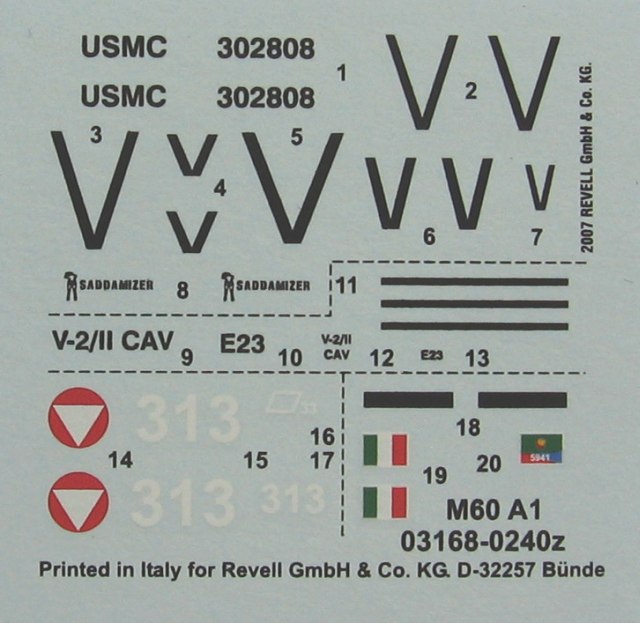 USMC 302808
1
USMC 302808
2
3
4
5
6
7
2007 REVELL GmbH & Co. KG.
SADDAMIZER
8
SADDAMIZER
11
V-2/II CAV
9
E23
10
V-2/II
CAV
12
E23
13
313
33
16
18
14
15
17
19
20
5941
313
313
M60 A1
03168-0240z
Printed in Italy for Revell GmbH & Co. KG. D-32257 Bünde